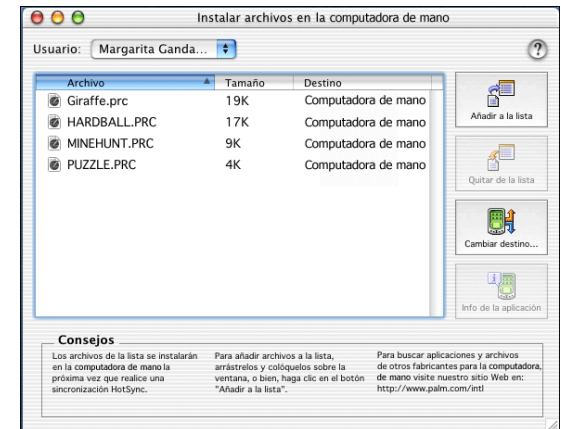 Instalar archivos en la computadora de mano
Usuario: Margarita Ganda...
?
Archivo Tamaño Destino
Giraffe.prc 19K Computadora de mano
HARDBALL.PRC 17K Computadora de mano
MINEHUNT.PRC 9K Computadora de mano
PUZZLE.PRC 4K Computadora de mano
Añadir a la lista
Quitar de la lista
Cambiar destino...
Info de la aplicación
Consejos
Los archivos de la lista se instalarán
en la computadora de mano la
próxima vez que realice una
sincronización HotSync.
Para añadir archivos a la lista,
arrástrelos y colóquelos sobre la
ventana, o bien, haga clic en el botón
"Añadir a la lista".
Para buscar aplicaciones y archivos
de otros fabricantes para la computadora,
de mano visite nuestro sitio Web en:
http://www.palm.com/intl